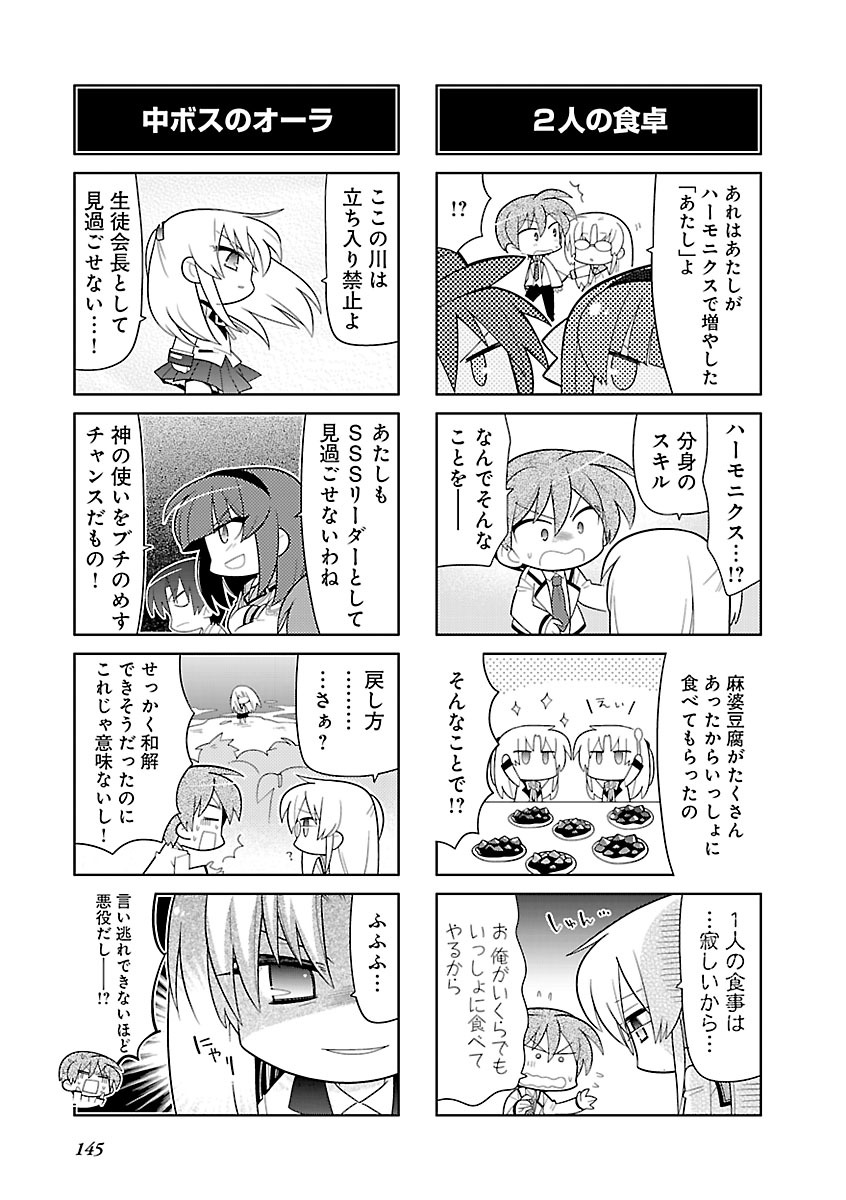 2人の食卓
あれはあたしが
ハーモニクスで増やした
「あたし」よ
!?
ハーモニクス…!?
分身の
スキル
なんでそんな
ことを――
麻婆豆腐がたくさん
あったからいっしょに
食べてもらったの
えぃ
そんなことで!?
1人の食事は
…寂しいから…
しゅん…
お 俺がいくらでも
いっしょに食べて
やるから
中ボスのオーラ
ここの川は
立ち入り禁止よ
生徒会長として
見過ごせない…!
あたしも
SSSリーダーとして
見過ごせないわね
神の使いをブチのめす
チャンスだもの!
戻し方
………
…さぁ?
せっかく和解
できそうだったのに
これじゃ意味ないし!
ふふふ…
にゃり
言い逃れできないほど
悪役だし――!?
145